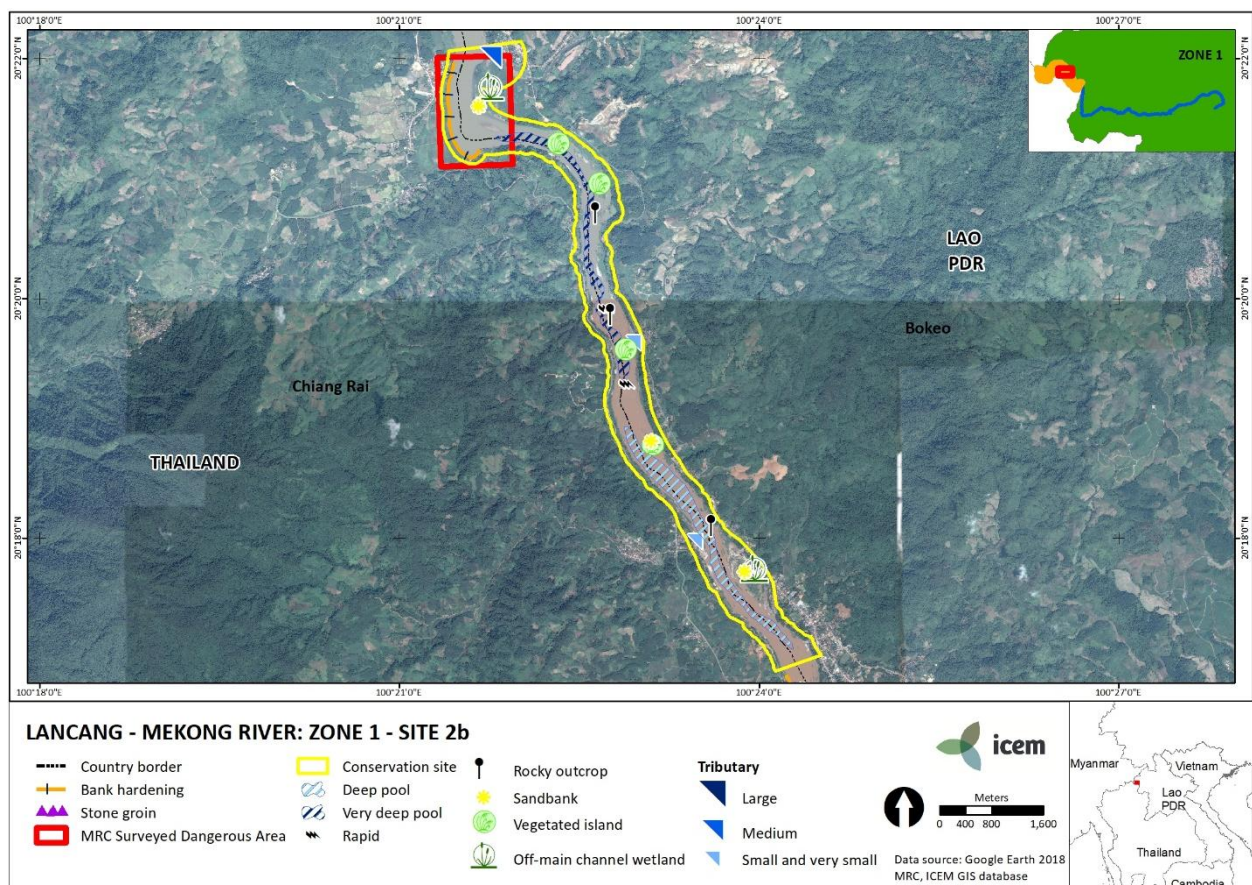 100°18'0"E 100°21'0"E 100°24'0"E 100°27'0"E
20°22'0"N 20°22'0"N
ZONE 1
LAO
PDR
20°20'0"N 20°20'0"N
Bokeo
Chiang Rai
THAILAND
20°18'0"N 20°18'0"N
100°18'0"E 100°21'0"E 100°24'0"E 100°27'0"E
LANCANG - MEKONG RIVER: ZONE 1 - SITE 2b
Country border
Bank hardening
Stone groin
MRC Surveyed Dangerous Area
Conservation site
Deep pool
Very deep pool
Rapid
Rocky outcrop
Sandbank
Vegetated island
Off-main channel wetland
Tributary
Large
Medium
Small and very small
icem
Meters
0 400 800 1,600
Data source: Google Earth 2018
MRC, ICEM GIS database
Myanmar
Vietnam
Lao
PDR
Thailand
Cambodia